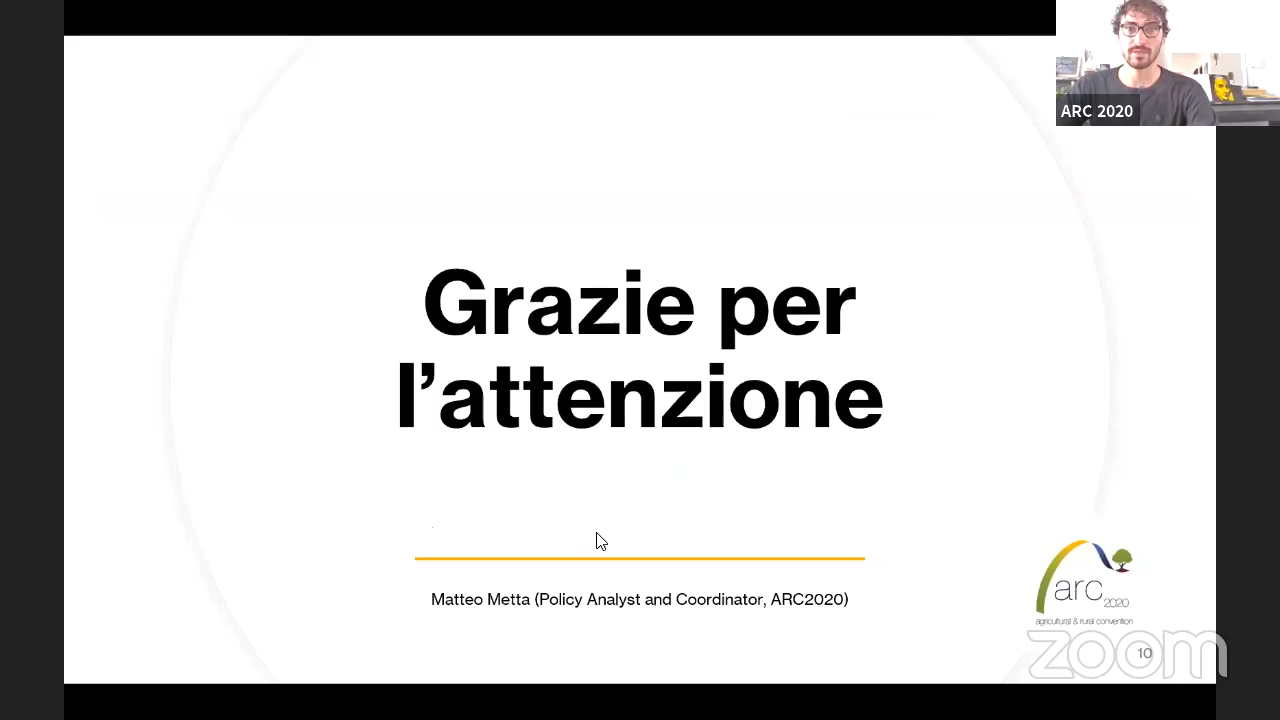 ARC 2020
Grazie per
l’attenzione
Matteo Metta (Policy Analyst and Coordinator, ARC2020)
arc
2020
agricultural & rural convention
zoom
10